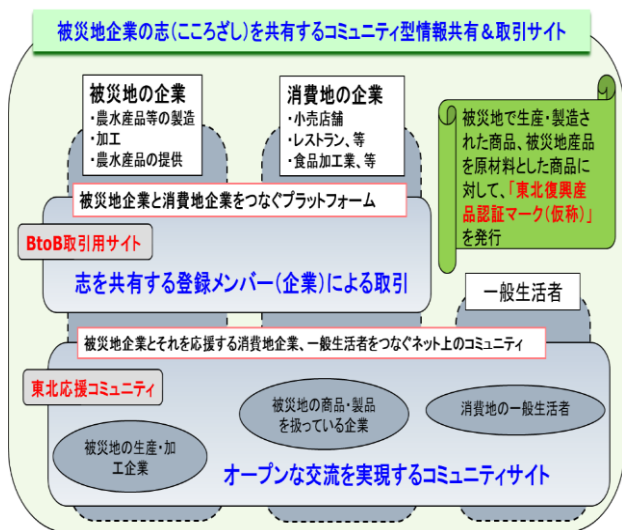 被災地企業の志(こころざし)を共有するコミュニティ型情報共有&取引サイト
被災地の企業
・農水産品等の製造
・加工
・農水産品の提供
消費地の企業
・小売店舗
・レストラン、等
・食品加工業、等
被災地で生産・製造さ
れた商品、被災地産品
を原材料とした商品に
対して、「東北復興産
品認証マーク(仮称)」
を発行
被災地企業と消費地企業をつなぐプラットフォーム
BtoB取引用サイト
志を共有する登録メンバー(企業)による取引
一般生活者
被災地企業とそれを応援する消費地企業、一般生活者をつなぐネット上のコミュニティ
東北応援コミュニティ
被災地の生産・加
工企業
被災地の商品・製品
を扱っている企業
消費地の一般生活者
オープンな交流を実現するコミュニティサイト